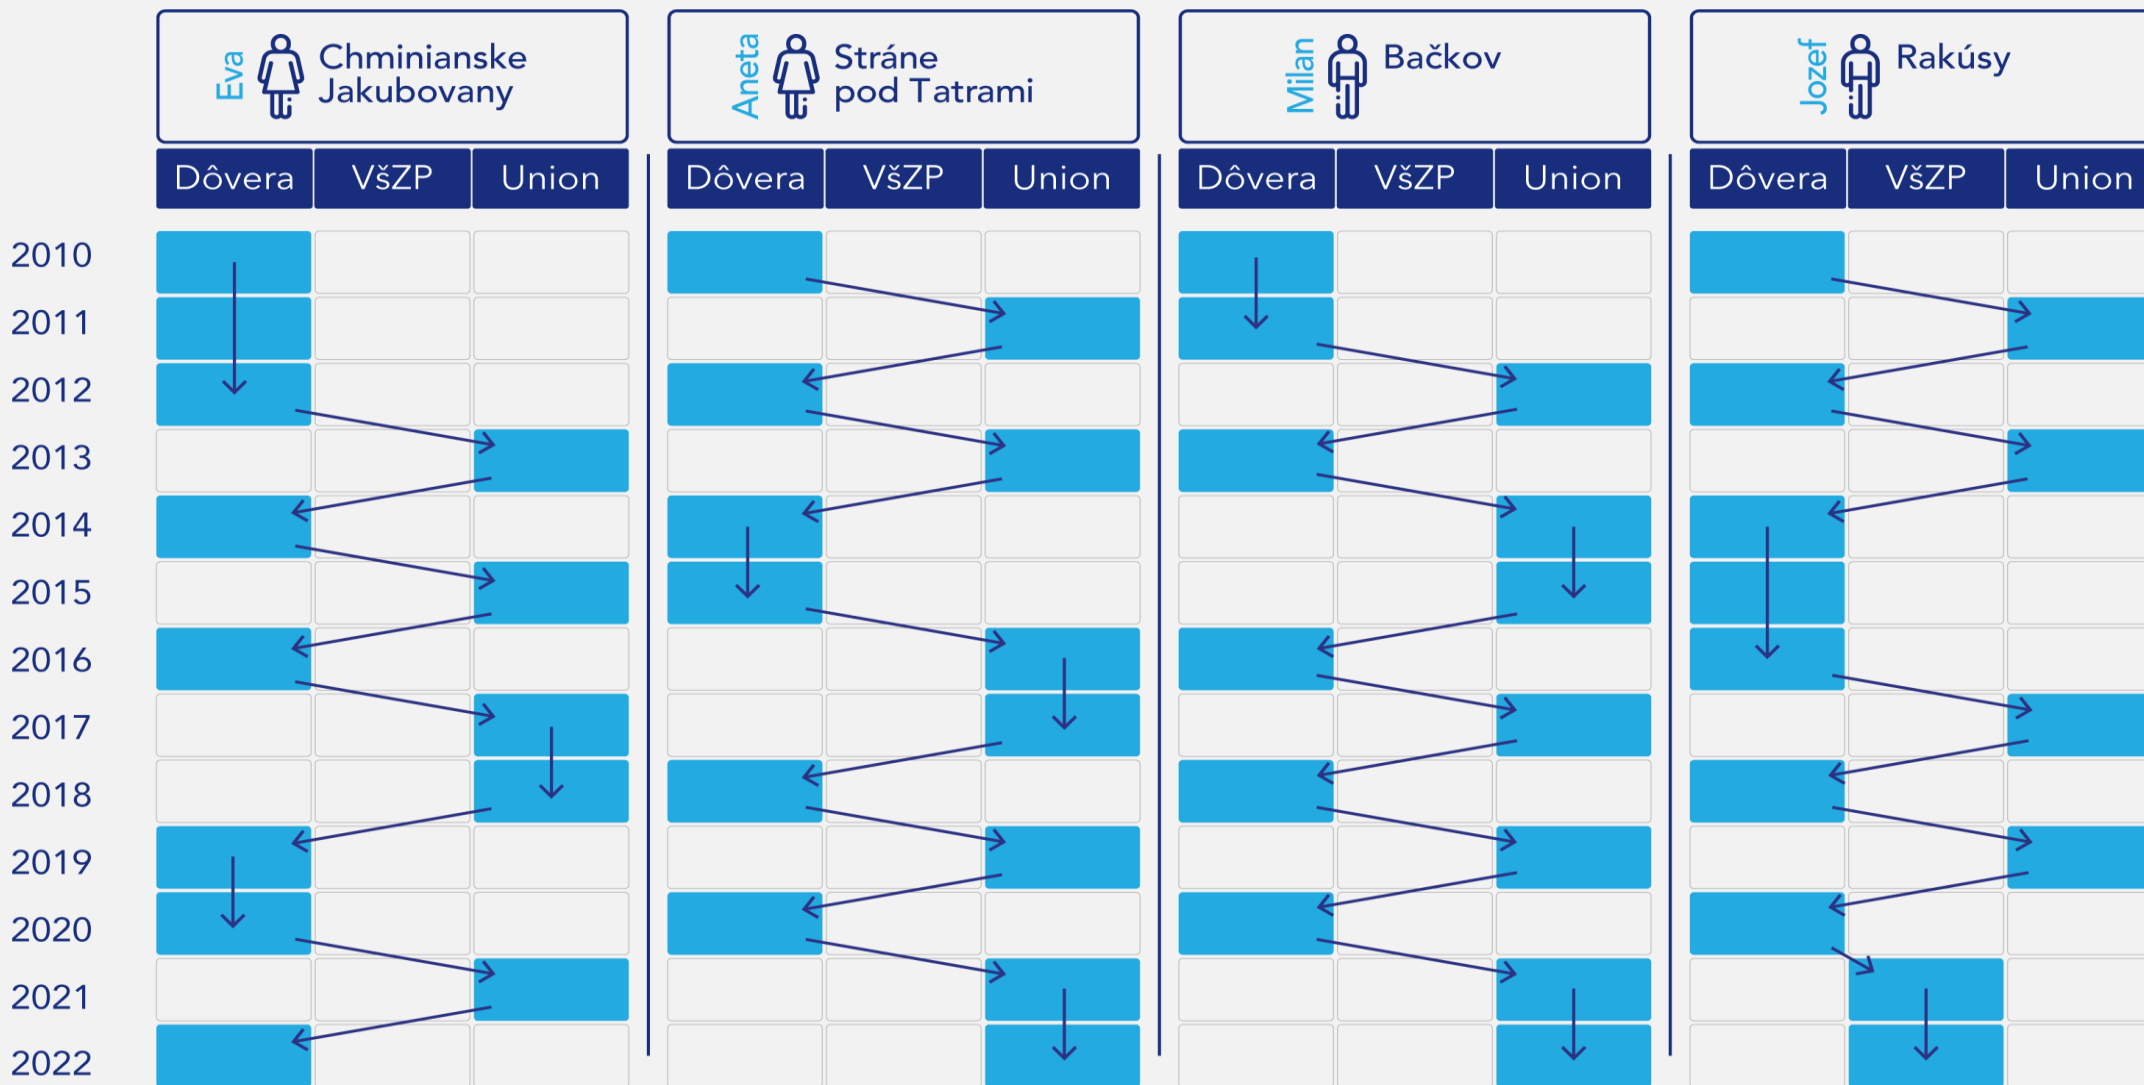 Eva
Chminianske
Jakubovany
Aneta
Stráne
pod Tatrami
Milan
Bačkov
Jozef
Rakúsy
Dôvera VšZP Union Dôvera VšZP Union Dôvera VšZP Union Dôvera VšZP Union
2010
2011
2012
2013
2014
2015
2016
2017
2018
2019
2020
2021
2022